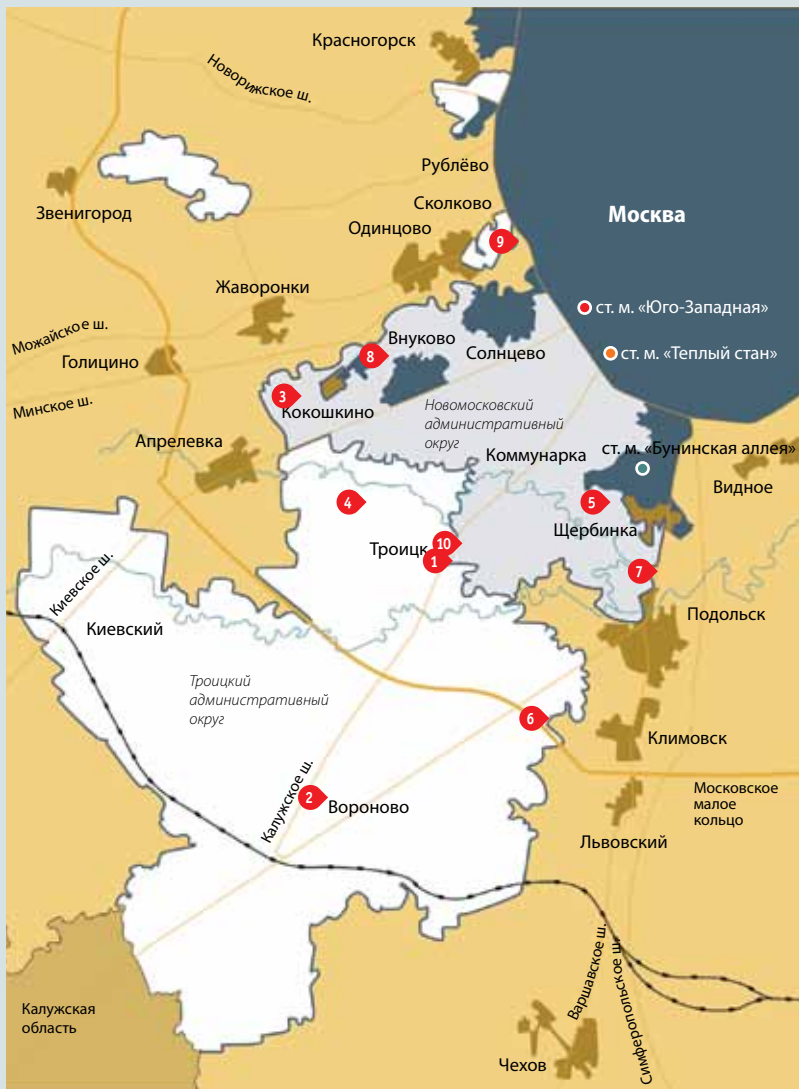 Красногорск
Новорижское ш.
Рублёво
Сколково
Москва
Звенигород
Одинцово
9
Жаворонки
ст. м. «Юго-Западная»
Можайское ш.
Внуково
Солнцево
ст. м. «Теплый стан»
8
Голицино
Минское ш.
3
Кокошкино
Новомосковский
административный
округ
Апрелевка
Коммунарка
ст. м. «Бунинская аллея»
Видное
4
5
Щербинка
Троицк
10
1
7
Киевское ш.
Киевский
Подольск
Троицкий
административный
округ
6
Климовск
Калужское ш.
2
Вороново
Московское
малое
кольцо
Львовский
Варшавское ш.
Симферопольское ш.
Калужская
область
Чехов